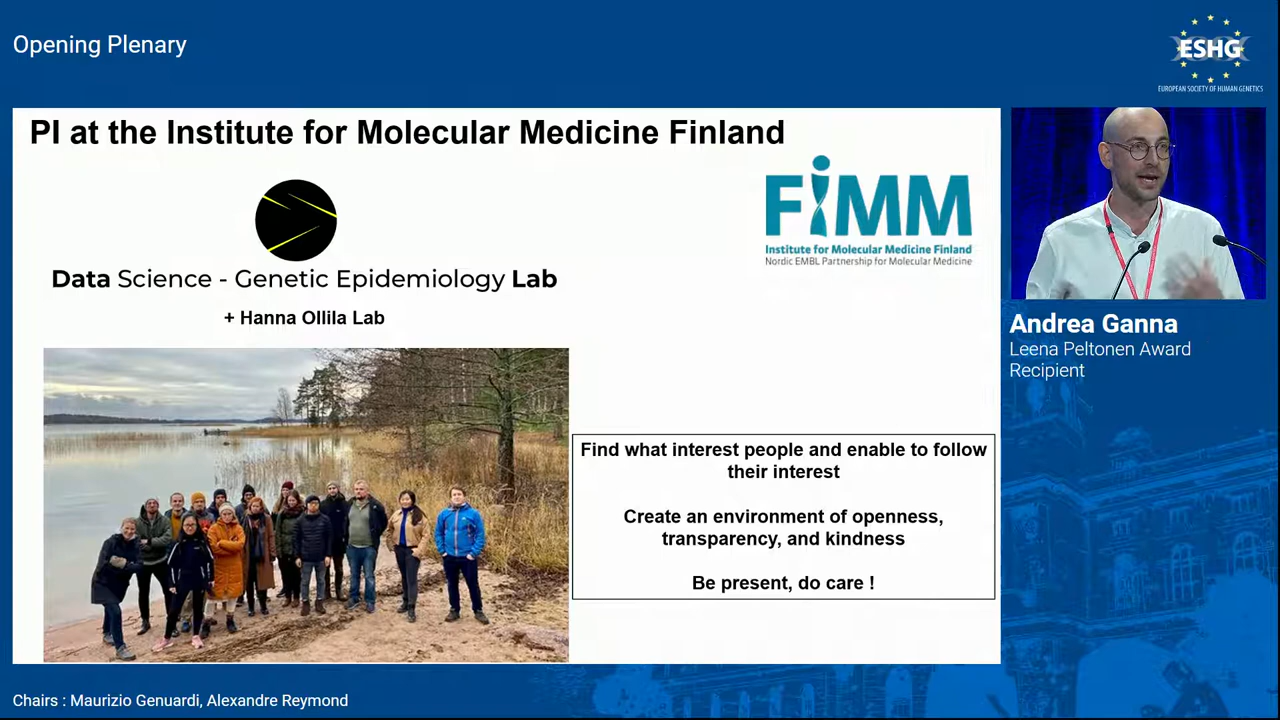 Opening Plenary
ESHG
EUROPEAN SOCIETY OF HUMAN GENETICS
PI at the Institute for Molecular Medicine Finland
FiMM
Institute for Molecular Medicine Finland
Nordic EMBL Partnership for Molecular Medicine
Data Science - Genetic Epidemiology Lab
+ Hanna Ollila Lab
Find what interest people and enable to follow
their interest
Create an environment of openness,
transparency, and kindness
Be present, do care !
Andrea Ganna
Leena Peltonen Award
Recipient
Chairs : Maurizio Genuardi, Alexandre Reymond